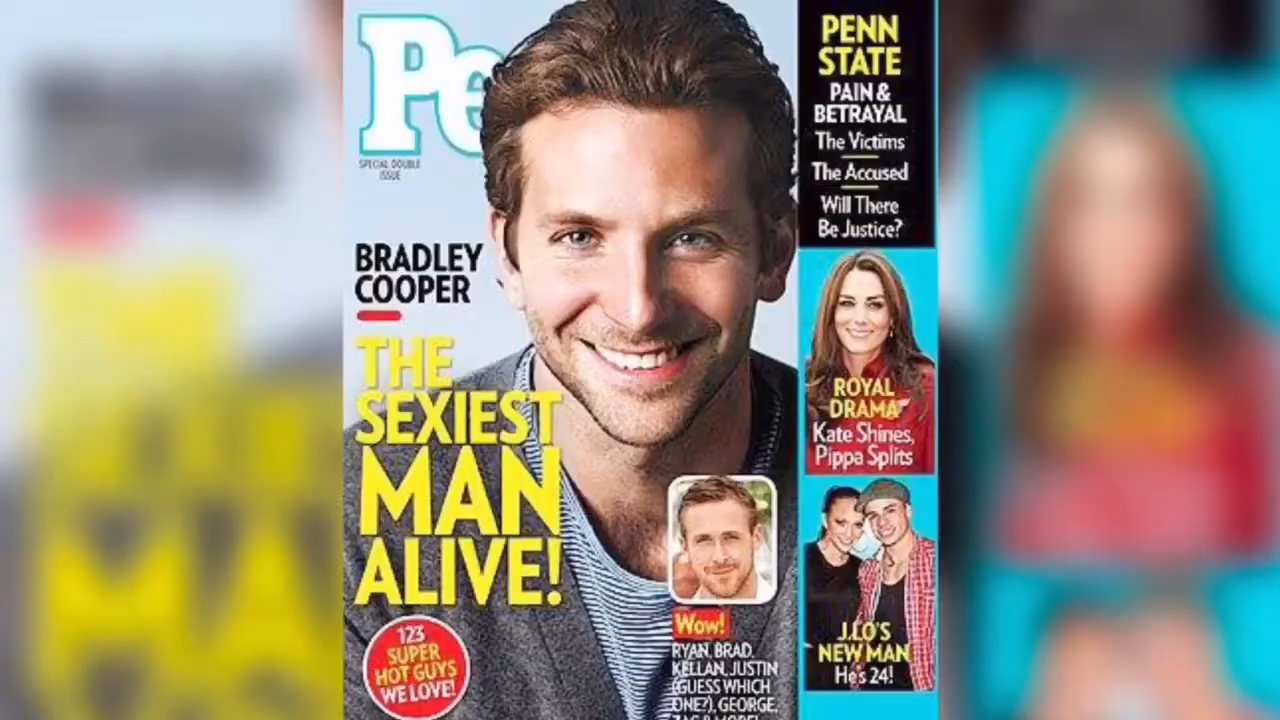 Pe
SPECIAL DOUBLE
ISSUE
BRADLEY
COOPER
THE
SEXIEST
MAN
ALIVE!
123
SUPER
HOT GUYS
WE LOVE!
Wow!
RYAN, BRAD,
KELLAN, JUSTIN
(GUESS WHICH
ONE?), GEORGE,
PENN
STATE
PAIN &
BETRAYAL
The Victims
The Accused
Will There
Be Justice?
ROYAL
DRAMA
Kate Shines,
Pippa Splits
J.LO'S
NEW MAN
He's 24!